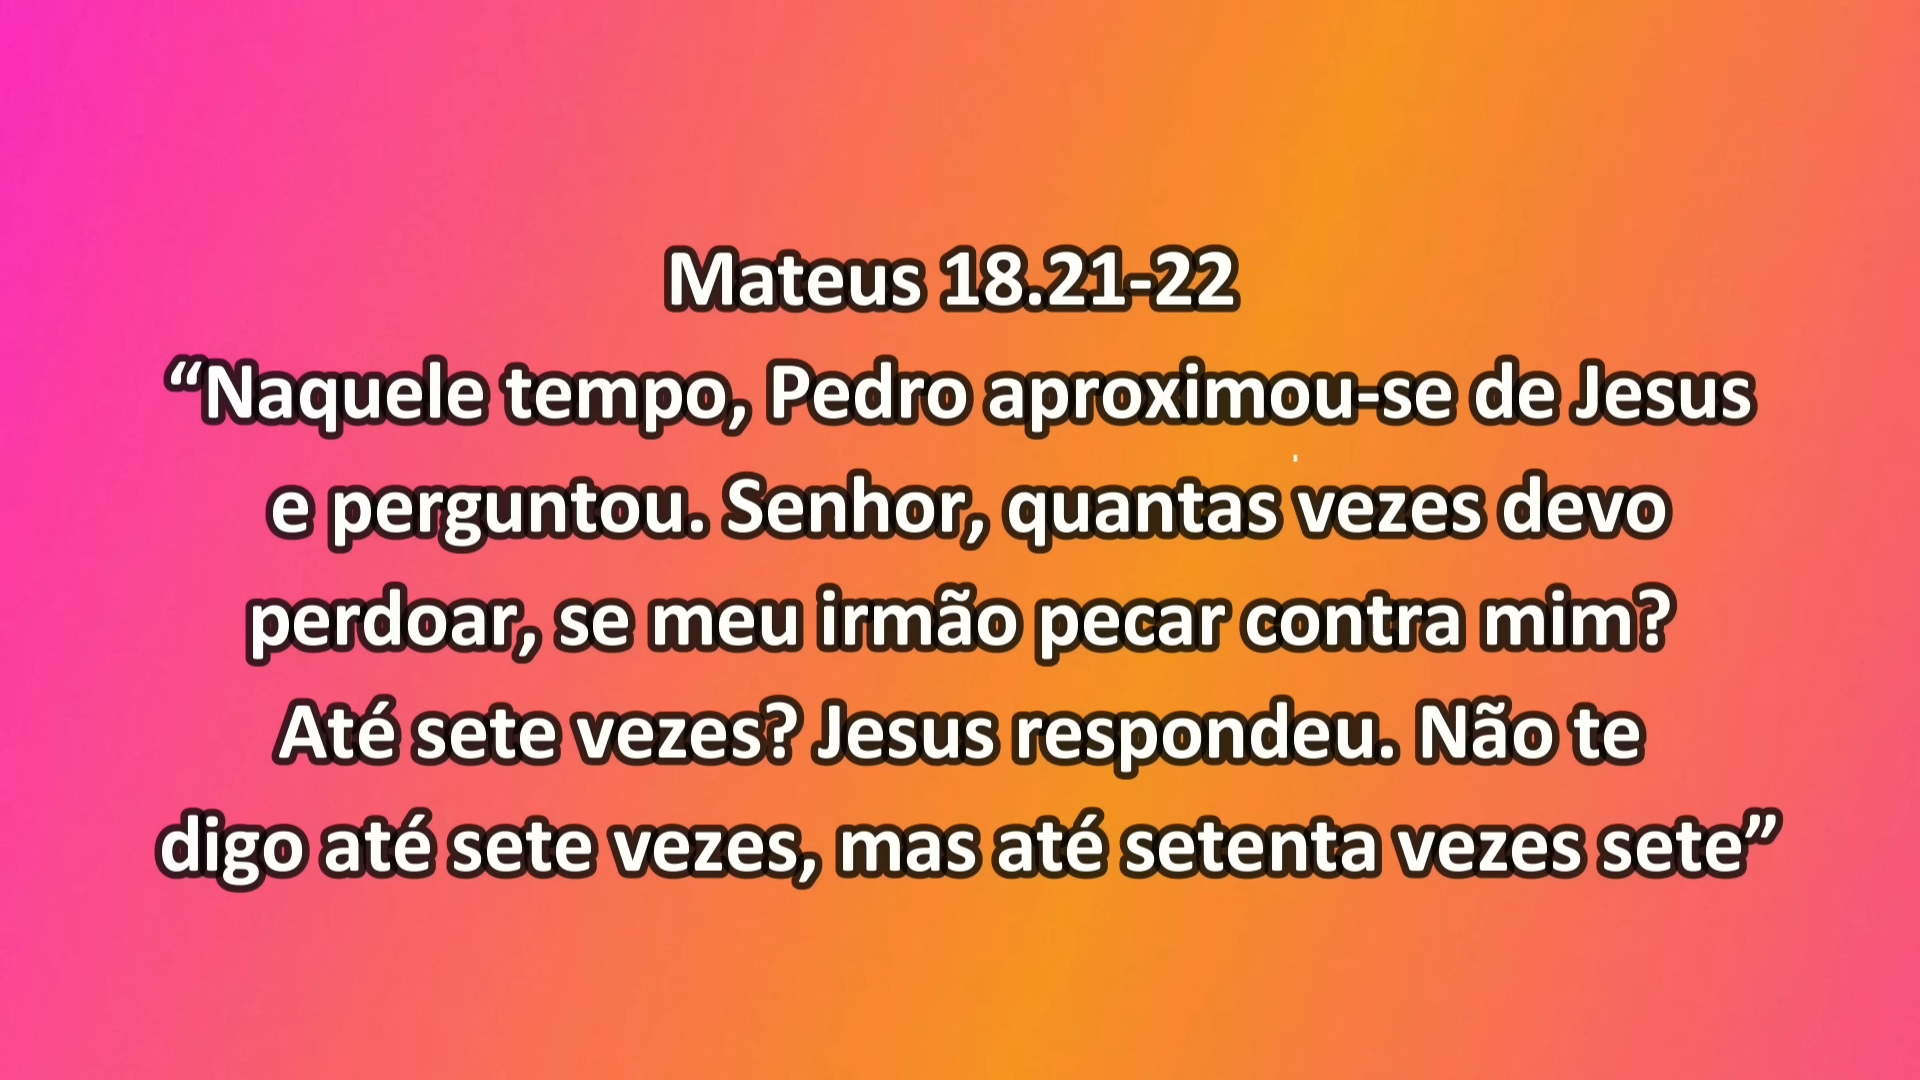 Mateus 18.21-22
“Naquele tempo, Pedro aproximou-se de Jesus
e perguntou. Senhor, quantas vezes devo
perdoar, se meu irmão pecar contra mim?
Até sete vezes? Jesus respondeu. Não te
digo até sete vezes, mas até setenta vezes sete”